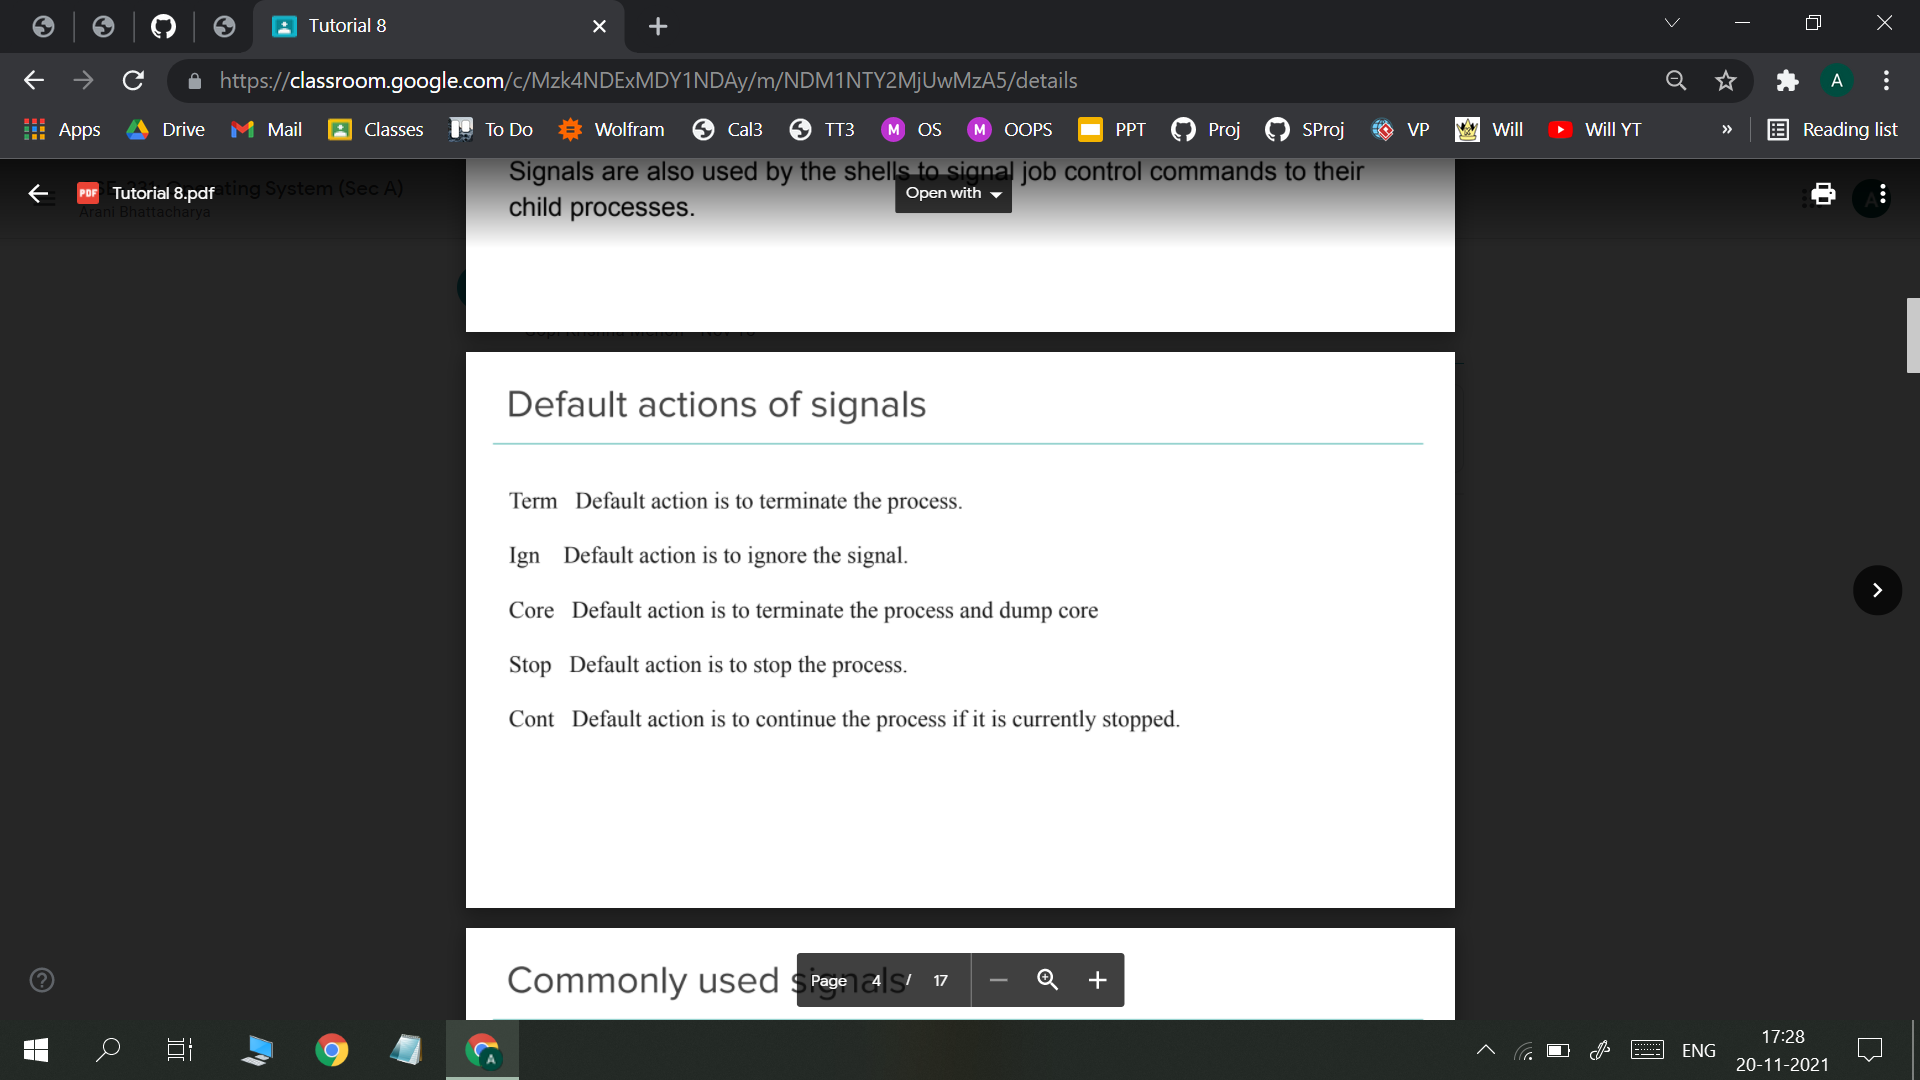 Tutorial 8
https://classroom.google.com/c/Mzk4NDExMDY1NDAy/m/NDM1NTY2MjUwMzA5/details
A
Apps Drive Mail Classes To Do Wolfram Cal3 TT3 M OS M OOPS PPT Proj SProj VP Will Will YT » Reading list
Signals are also used by the shells to signal job control commands to their
child processes.
PDF Tutorial 8.pdf
Operating System (Sec A)
Arani Bhattacharya
Open with
Default actions of signals
Term Default action is to terminate the process.
Ign Default action is to ignore the signal.
Core Default action is to terminate the process and dump core
Stop Default action is to stop the process.
Cont Default action is to continue the process if it is currently stopped.
Commonly used signals
Page 4 / 17
ENG
17:28
20-11-2021